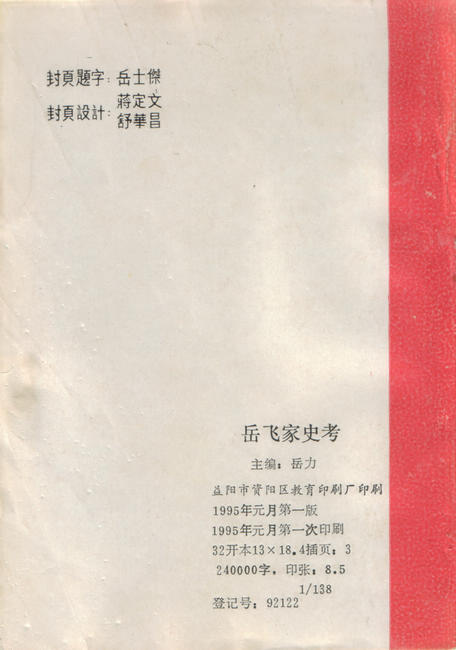 封頁題字：岳士傑
封頁設計：蔣定文
舒華昌
岳飞家史考
主编：岳力
益阳市资阳区教育印刷厂印刷
1995年元月第一版
1995年元月第一次印刷
32开本13×18.4插页：3
240000字，印张：8.5
1/138
登记号：92122